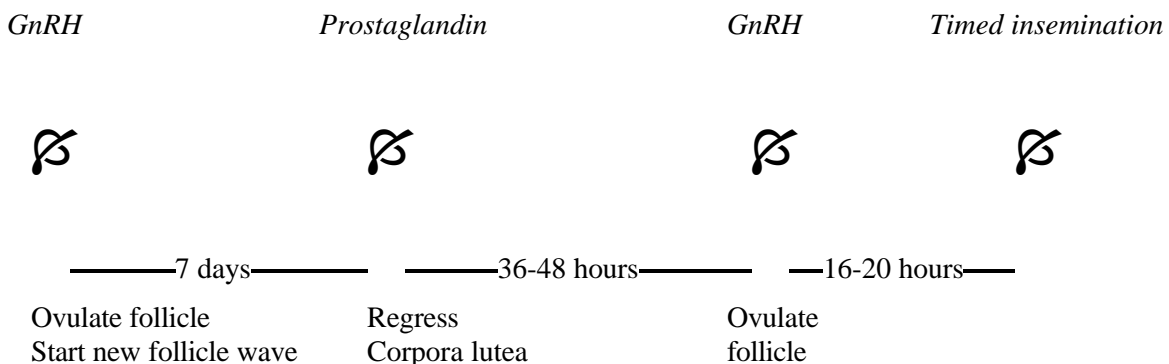 GnRH Prostaglandin GnRH Timed insemination
7 days 36-48 hours 16-20 hours
Ovulate follicle Regress Ovulate
Start new follicle wave Corpora lutea follicle